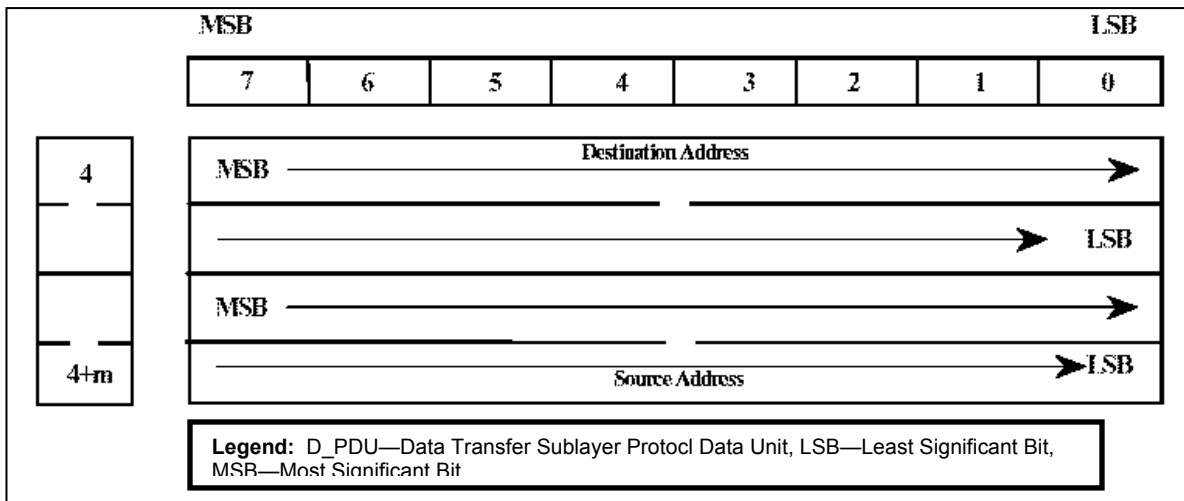 MSB LSB
7 6 5 4 3 2 1 0
4 MSB Destination Address
LSB
MSB
4+m Source Address LSB
Legend: D_PDU—Data Transfer Sublayer Protocl Data Unit, LSB—Least Significant Bit,
MSB—Most Significant Bit